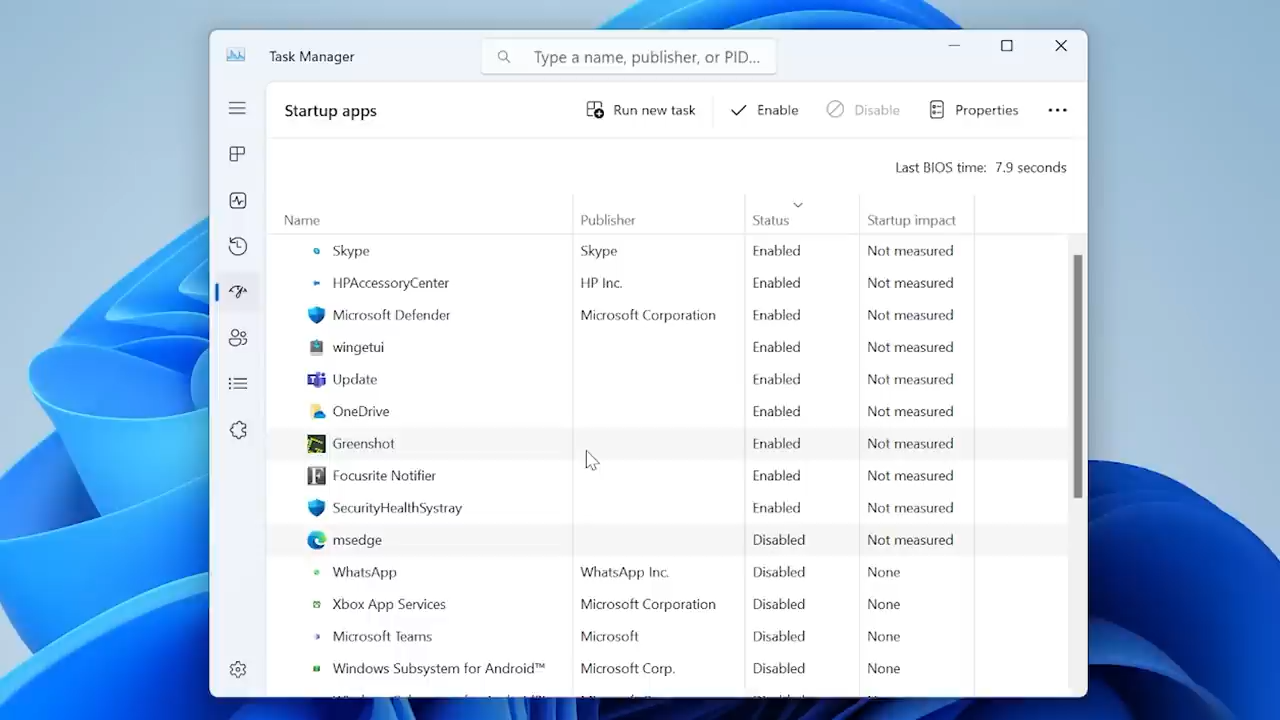 Task Manager
Type a name, publisher, or PID...
Startup apps
Run new task
Enable
Disable
Properties
Last BIOS time: 7.9 seconds
Name Publisher Status Startup impact
Skype Skype Enabled Not measured
HPAccessoryCenter HP Inc. Enabled Not measured
Microsoft Defender Microsoft Corporation Enabled Not measured
wingetui Enabled Not measured
Update Enabled Not measured
OneDrive Enabled Not measured
Greenshot Enabled Not measured
Focusrite Notifier Enabled Not measured
SecurityHealthSystray Enabled Not measured
msedge Disabled Not measured
WhatsApp WhatsApp Inc. Disabled None
Xbox App Services Microsoft Corporation Disabled None
Microsoft Teams Microsoft Disabled None
Windows Subsystem for Android™ Microsoft Corp. Disabled None